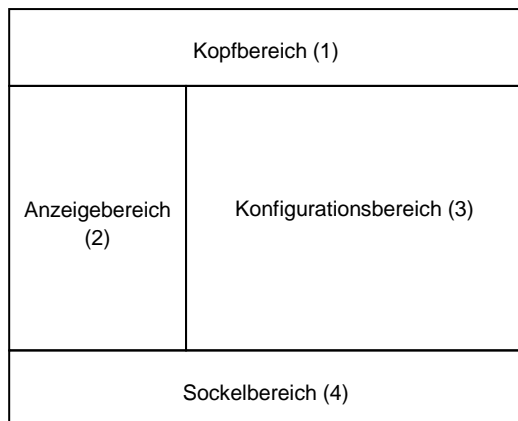 Kopfbereich (1)
Anzeigebereich
(2)
Konfigurationsbereich (3)
Sockelbereich (4)